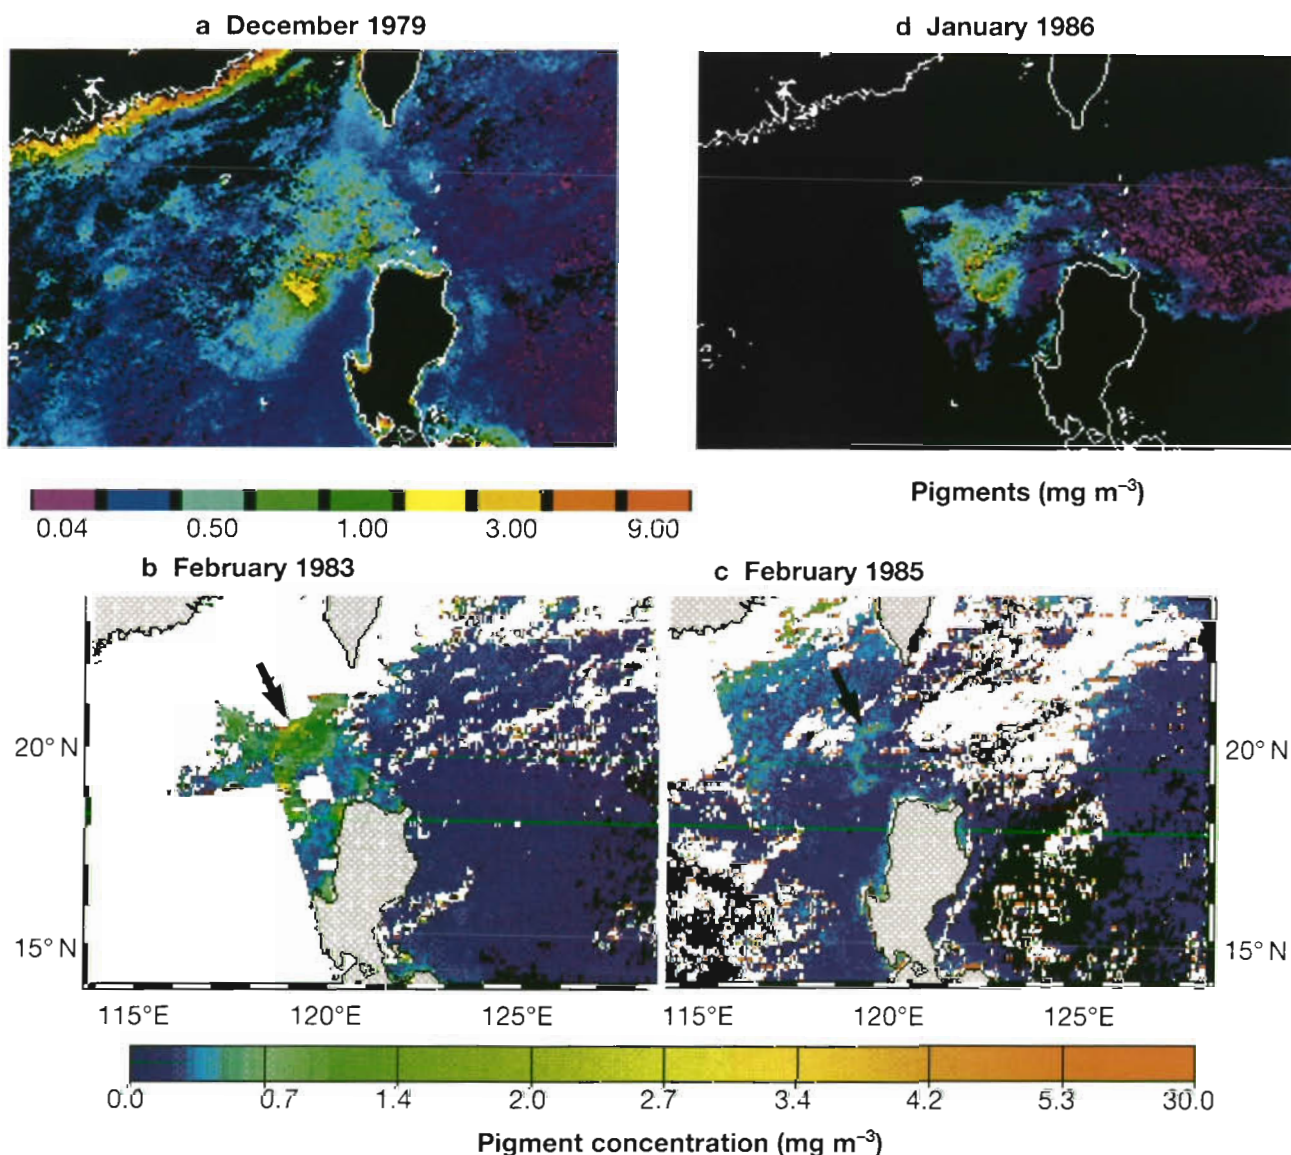 a December 1979
d January 1986
0.04 0.50 1.00 3.00 9.00
Pigments (mg m⁻³)
b February 1983
c February 1985
20° N
15° N
20° N
15° N
115°E 120°E 125°E
115°E 120°E 125°E
0.0 0.7 1.4 2.0 2.7 3.4 4.2 5.3 30.0
Pigment concentration (mg m⁻³)